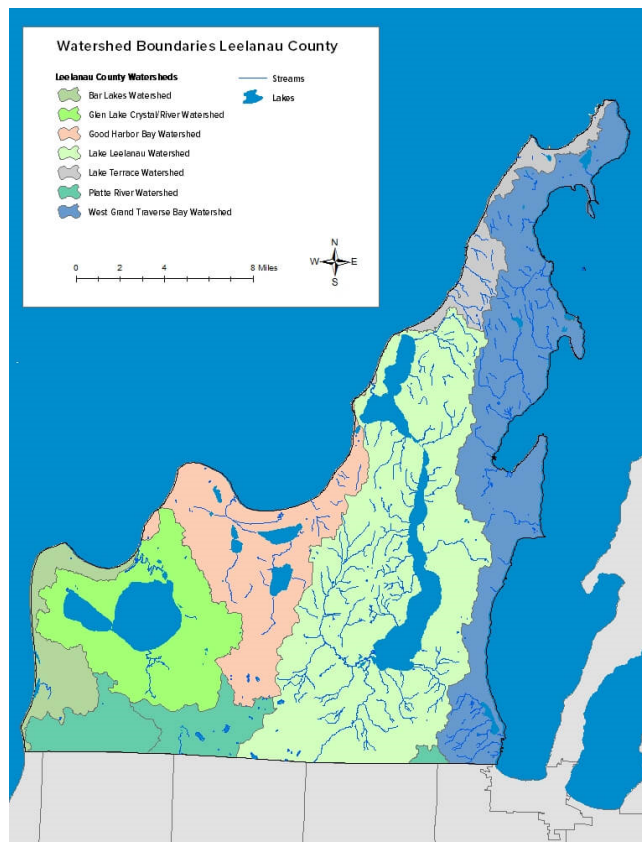 Watershed Boundaries Leelanau County
Leelanau County Watersheds
Bar Lakes Watershed
Glen Lake Crystal/River Watershed
Good Harbor Bay Watershed
Lake Leelanau Watershed
Lake Terrace Watershed
Platte River Watershed
West Grand Traverse Bay Watershed
Streams
Lakes
N
W E
S
0 2 4 8 Miles